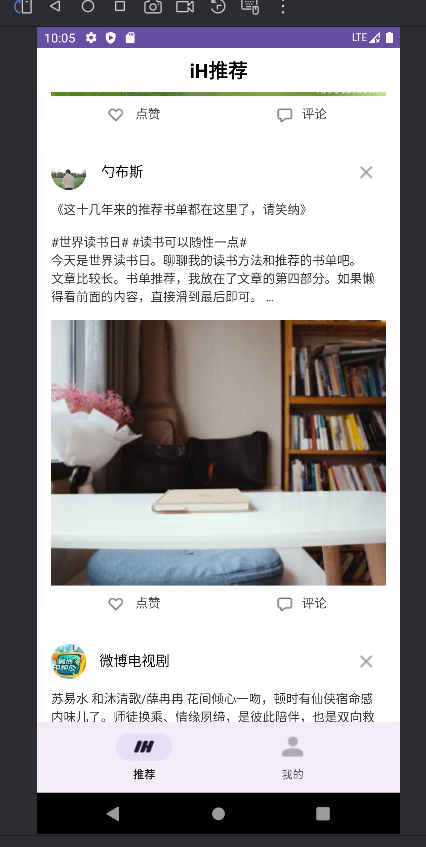 10:05
LTE
iH推荐
点赞
评论
勺布斯
《这十几年来的推荐书单都在这里了，请笑纳》
#世界读书日# #读书可以随性一点#
今天是世界读书日。聊聊我的读书方法和推荐的书单吧。
文章比较长。书单推荐，我放在了文章的第四部分。如果懒
得看前面的内容，直接滑到最后即可。 ...
点赞
评论
微博电视剧
苏易水 和沐清歌/薛冉冉 花间倾心一吻，顿时有仙侠宿命感
内味儿了。师徒换乘、情缘夙缔，是彼此陪伴，也是双向救
IH
推荐
我的